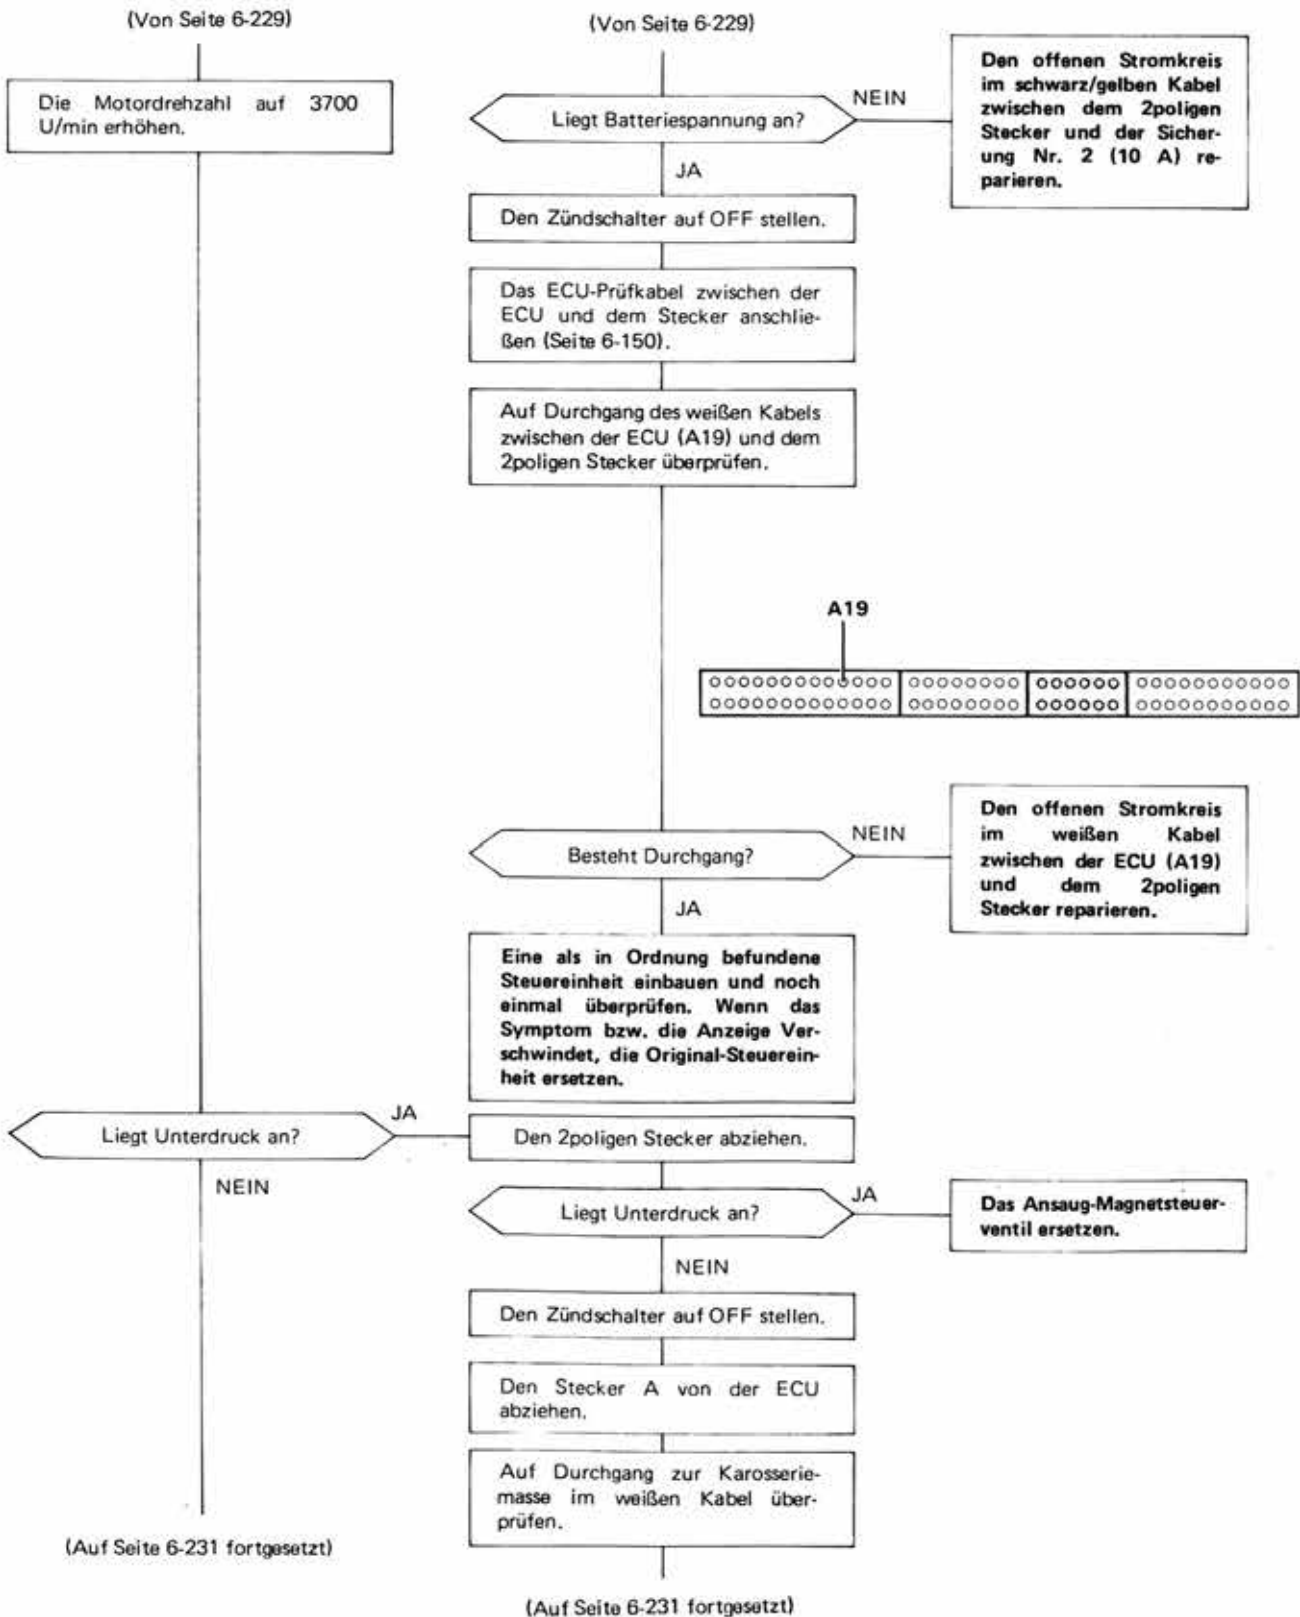 (Von Seite 6-229)
Die Motordrehzahl auf 3700
U/min erhöhen.
(Von Seite 6-229)
Liegt Batteriespannung an?
NEIN
Den offenen Stromkreis
im schwarz/gelben Kabel
zwischen dem 2poligen
Stecker und der Sicher-
ung Nr. 2 (10 A) re-
parieren.
JA
Den Zündschalter auf OFF stellen.
Das ECU-Prüfkabel zwischen der
ECU und dem Stecker anschlie-
ßen (Seite 6-150).
Auf Durchgang des weißen Kabels
zwischen der ECU (A19) und dem
2poligen Stecker überprüfen.
A19
Besteht Durchgang?
NEIN
Den offenen Stromkreis
im weißen Kabel
zwischen der ECU (A19)
und dem 2poligen
Stecker reparieren.
JA
Eine als in Ordnung befundene
Steuereinheit einbauen und noch
einmal überprüfen. Wenn das
Symptom bzw. die Anzeige Ver-
schwindet, die Original-Steuerein-
heit ersetzen.
Liegt Unterdruck an?
JA
Den 2poligen Stecker abziehen.
NEIN
Liegt Unterdruck an?
JA
Das Ansaug-Magnetsteuer-
ventil ersetzen.
NEIN
Den Zündschalter auf OFF stellen.
Den Stecker A von der ECU
abziehen.
Auf Durchgang zur Karosserie-
masse im weißen Kabel über-
prüfen.
(Auf Seite 6-231 fortgesetzt)
(Auf Seite 6-231 fortgesetzt)